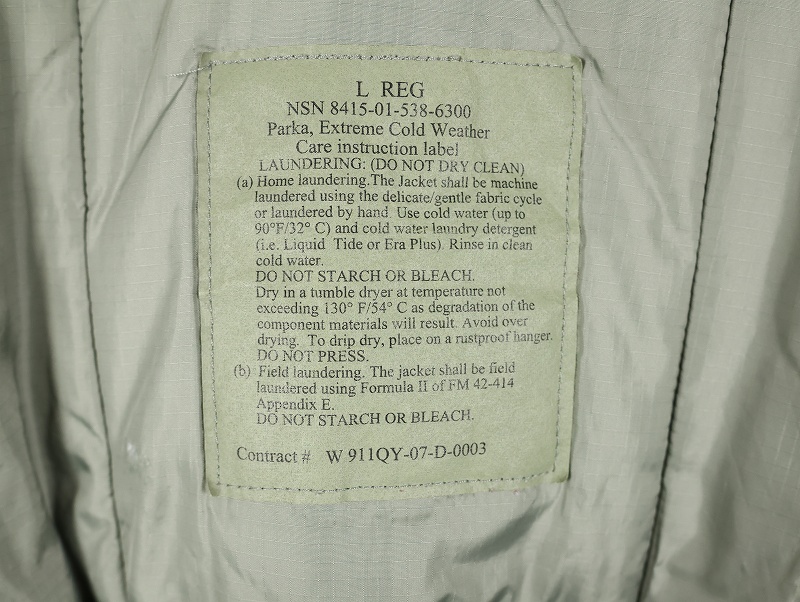 L REG
NSN 8415-01-538-6300
Parka, Extreme Cold Weather
Care instruction label
LAUNDERING: (DO NOT DRY CLEAN)
(a) Home laundering.The Jacket shall be machine
laundered using the delicate/gentle fabric cycle
or laundered by hand. Use cold water (up to
90°F/32° C) and cold water laundry detergent
(i.e. Liquid Tide or Era Plus). Rinse in clean
cold water.
DO NOT STARCH OR BLEACH.
Dry in a tumble dryer at temperature not
exceeding 130° F/54° C as degradation of the
component materials will result. Avoid over
drying. To drip dry, place on a rustproof hanger.
DO NOT PRESS.
(b) Field laundering. The jacket shall be field
laundered using Formula II of FM 42-414
Appendix E.
DO NOT STARCH OR BLEACH.
Contract # W 911QY-07-D-0003